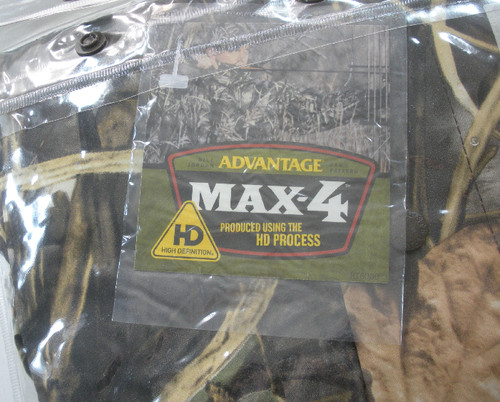 ADVANTAGE
MAX-4
PRODUCED USING THE
HD PROCESS
HD
HIGH DEFINITION